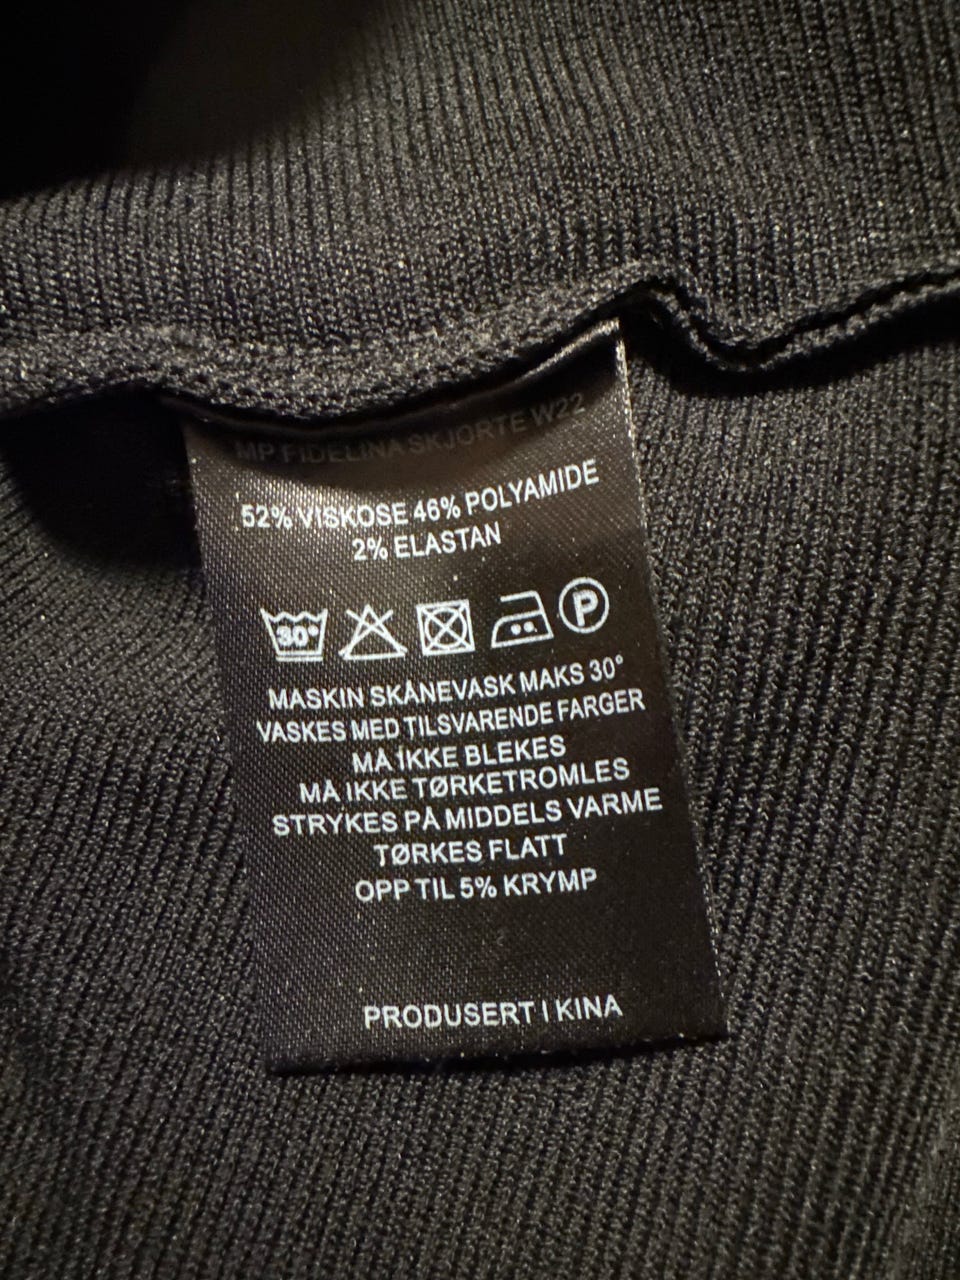 MP FIDELINA SKJORTE W22
52% VISKOSE 46% POLYAMIDE
2% ELASTAN
30° P
MASKIN SKÅNEVASK MAKS 30°
VASKES MED TILSVARENDE FARGER
MÅ IKKE BLEKES
MÅ IKKE TØRKETROMLES
STRYKES PÅ MIDDELS VARME
TØRKES FLATT
OPP TIL 5% KRYMP
PRODUSERT I KINA